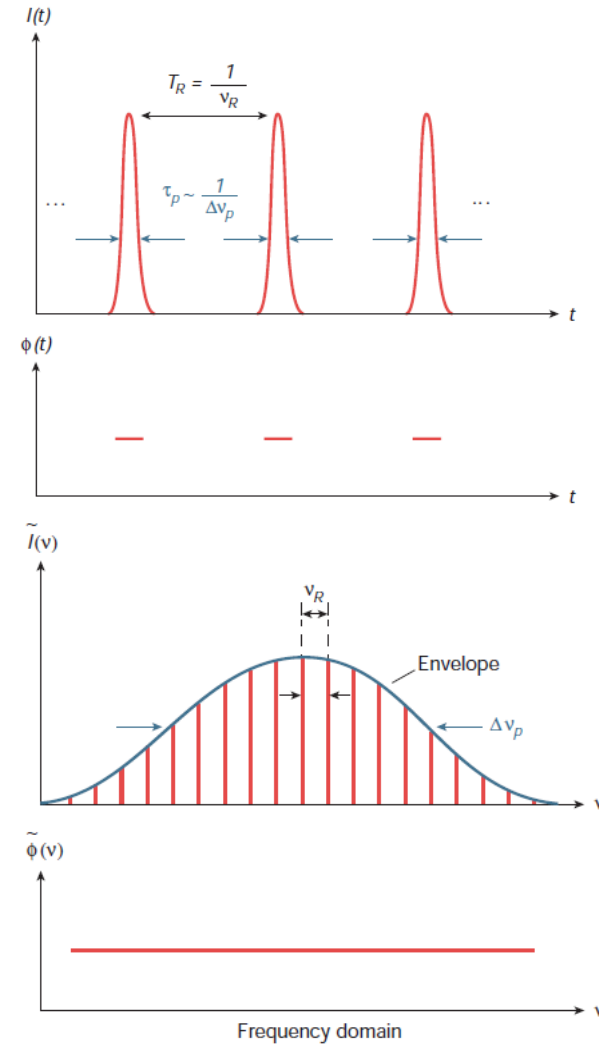 I(t)
T_R = 1/ν_R
... τ_p ~ 1/Δν_p ...
t
ϕ(t)
t
Ĩ(ν)
ν_R
Envelope
Δν_p
ν
ϕ̃(ν)
ν
Frequency domain